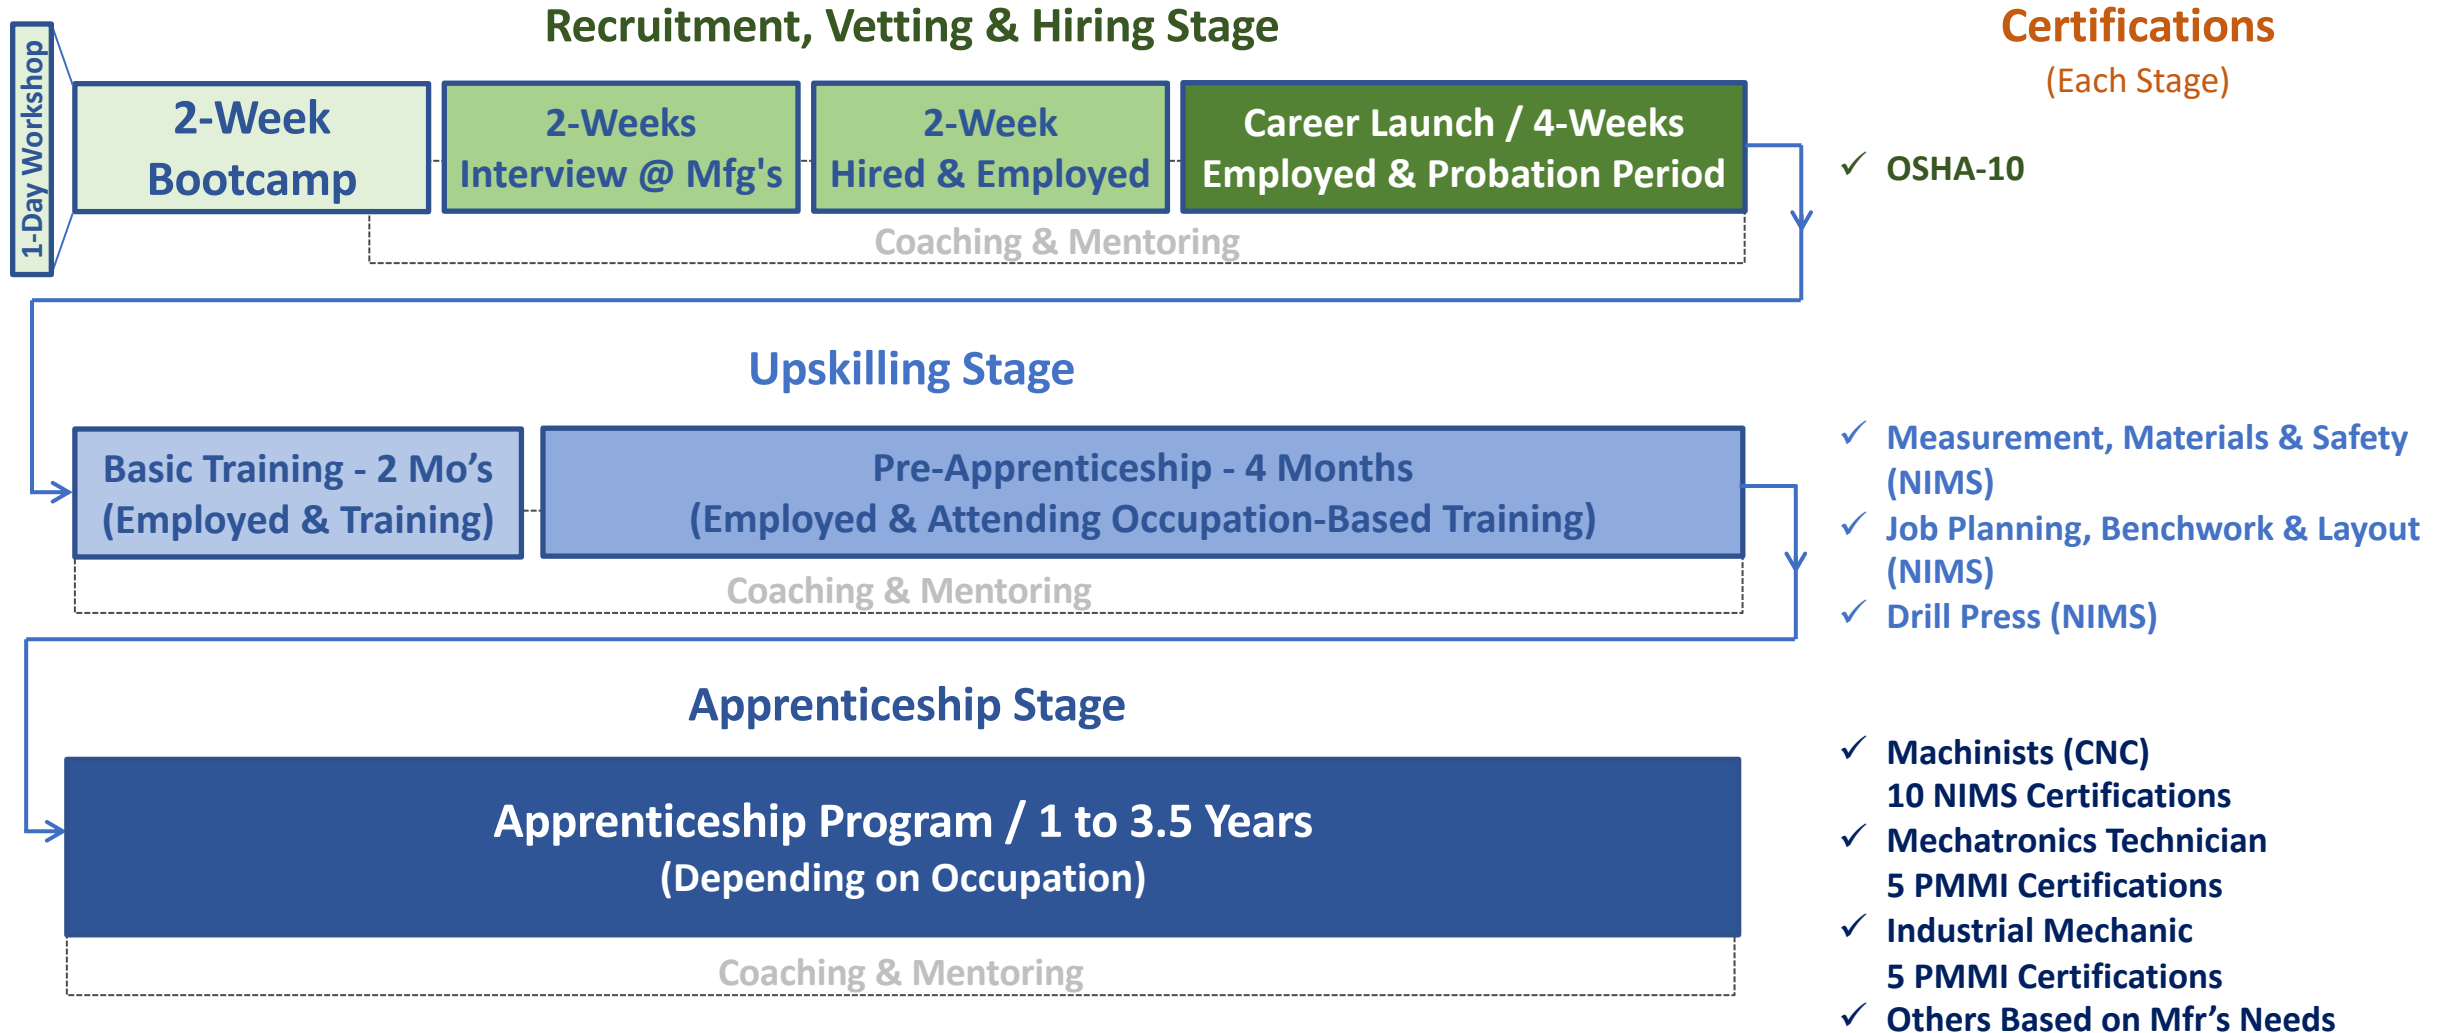 Recruitment, Vetting & Hiring Stage
Certifications
(Each Stage)
1-Day Workshop
2-Week
Bootcamp
2-Weeks
Interview @ Mfg's
2-Week
Hired & Employed
Career Launch / 4-Weeks
Employed & Probation Period
✓ OSHA-10
Coaching & Mentoring
Upskilling Stage
Basic Training - 2 Mo’s
(Employed & Training)
Pre-Apprenticeship - 4 Months
(Employed & Attending Occupation-Based Training)
Coaching & Mentoring
✓ Measurement, Materials & Safety
(NIMS)
✓ Job Planning, Benchwork & Layout
(NIMS)
✓ Drill Press (NIMS)
Apprenticeship Stage
Apprenticeship Program / 1 to 3.5 Years
(Depending on Occupation)
Coaching & Mentoring
✓ Machinists (CNC)
10 NIMS Certifications
✓ Mechatronics Technician
5 PMMI Certifications
✓ Industrial Mechanic
5 PMMI Certifications
✓ Others Based on Mfr’s Needs